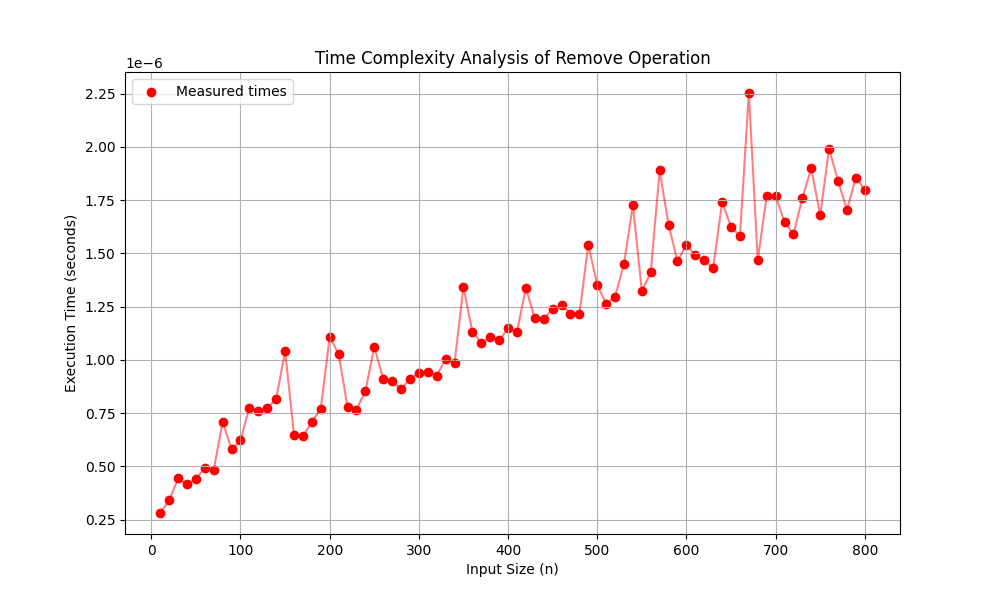 Time Complexity Analysis of Remove Operation
1e−6
Measured times
2.25
2.00
1.75
1.50
1.25
1.00
0.75
0.50
0.25
Execution Time (seconds)
0 100 200 300 400 500 600 700 800
Input Size (n)